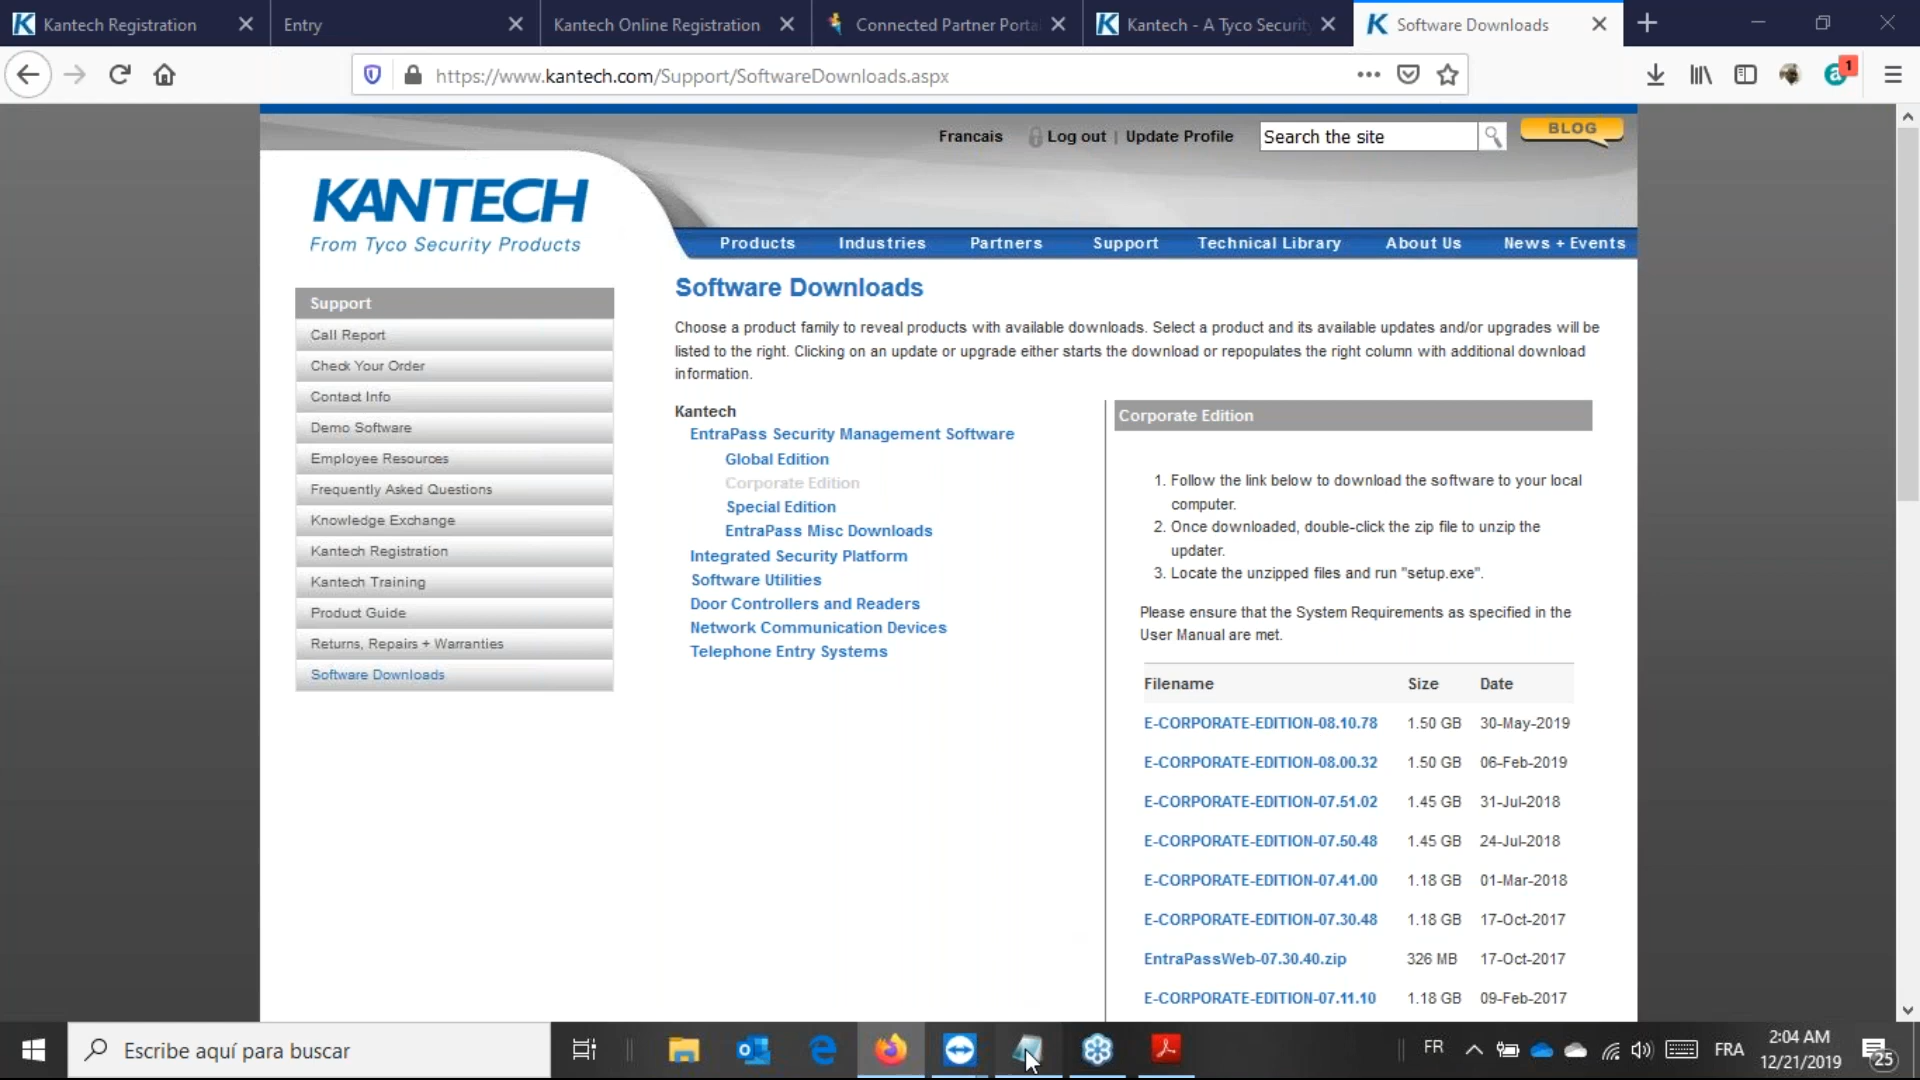 Kantech Registration
Entry
Kantech Online Registration
Connected Partner Porta
Kantech - A Tyco Securit
Software Downloads
https://www.kantech.com/Support/SoftwareDownloads.aspx
1
Francais
Log out | Update Profile
Search the site
BLOG
KANTECH
From Tyco Security Products
Products
Industries
Partners
Support
Technical Library
About Us
News + Events
Support
Call Report
Check Your Order
Contact Info
Demo Software
Employee Resources
Frequently Asked Questions
Knowledge Exchange
Kantech Registration
Kantech Training
Product Guide
Returns, Repairs + Warranties
Software Downloads
Software Downloads
Choose a product family to reveal products with available downloads. Select a product and its available updates and/or upgrades will be
listed to the right. Clicking on an update or upgrade either starts the download or repopulates the right column with additional download
information.
Kantech
EntraPass Security Management Software
Global Edition
Corporate Edition
Special Edition
EntraPass Misc Downloads
Integrated Security Platform
Software Utilities
Door Controllers and Readers
Network Communication Devices
Telephone Entry Systems
Corporate Edition
1. Follow the link below to download the software to your local
computer.
2. Once downloaded, double-click the zip file to unzip the
updater.
3. Locate the unzipped files and run "setup.exe".
Please ensure that the System Requirements as specified in the
User Manual are met.
Filename Size Date
E-CORPORATE-EDITION-08.10.78 1.50 GB 30-May-2019
E-CORPORATE-EDITION-08.00.32 1.50 GB 06-Feb-2019
E-CORPORATE-EDITION-07.51.02 1.45 GB 31-Jul-2018
E-CORPORATE-EDITION-07.50.48 1.45 GB 24-Jul-2018
E-CORPORATE-EDITION-07.41.00 1.18 GB 01-Mar-2018
E-CORPORATE-EDITION-07.30.48 1.18 GB 17-Oct-2017
EntraPassWeb-07.30.40.zip 326 MB 17-Oct-2017
E-CORPORATE-EDITION-07.11.10 1.18 GB 09-Feb-2017
Escribe aquí para buscar
FR
FRA
2:04 AM
12/21/2019
25